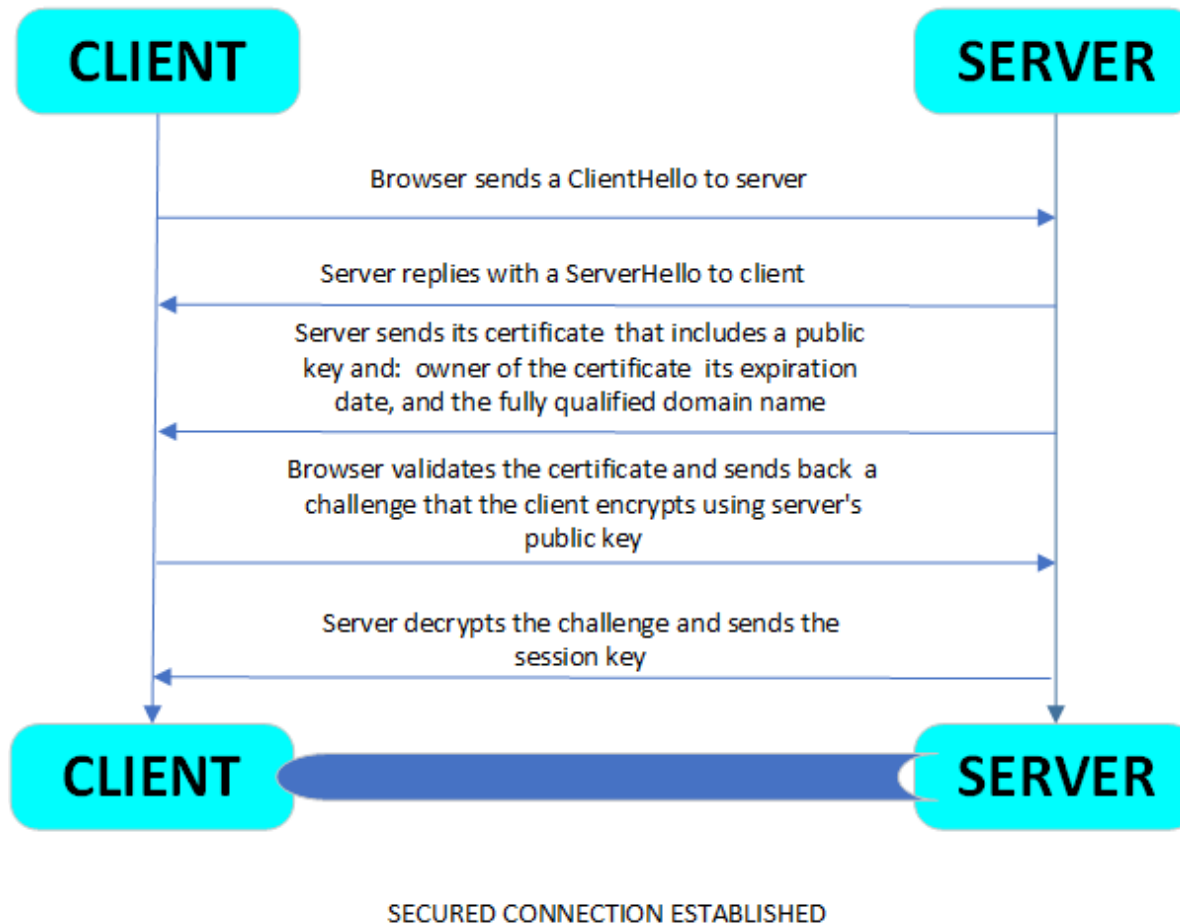 CLIENT
SERVER
Browser sends a ClientHello to server
Server replies with a ServerHello to client
Server sends its certificate that includes a public
key and: owner of the certificate its expiration
date, and the fully qualified domain name
Browser validates the certificate and sends back a
challenge that the client encrypts using server's
public key
Server decrypts the challenge and sends the
session key
CLIENT
SERVER
SECURED CONNECTION ESTABLISHED